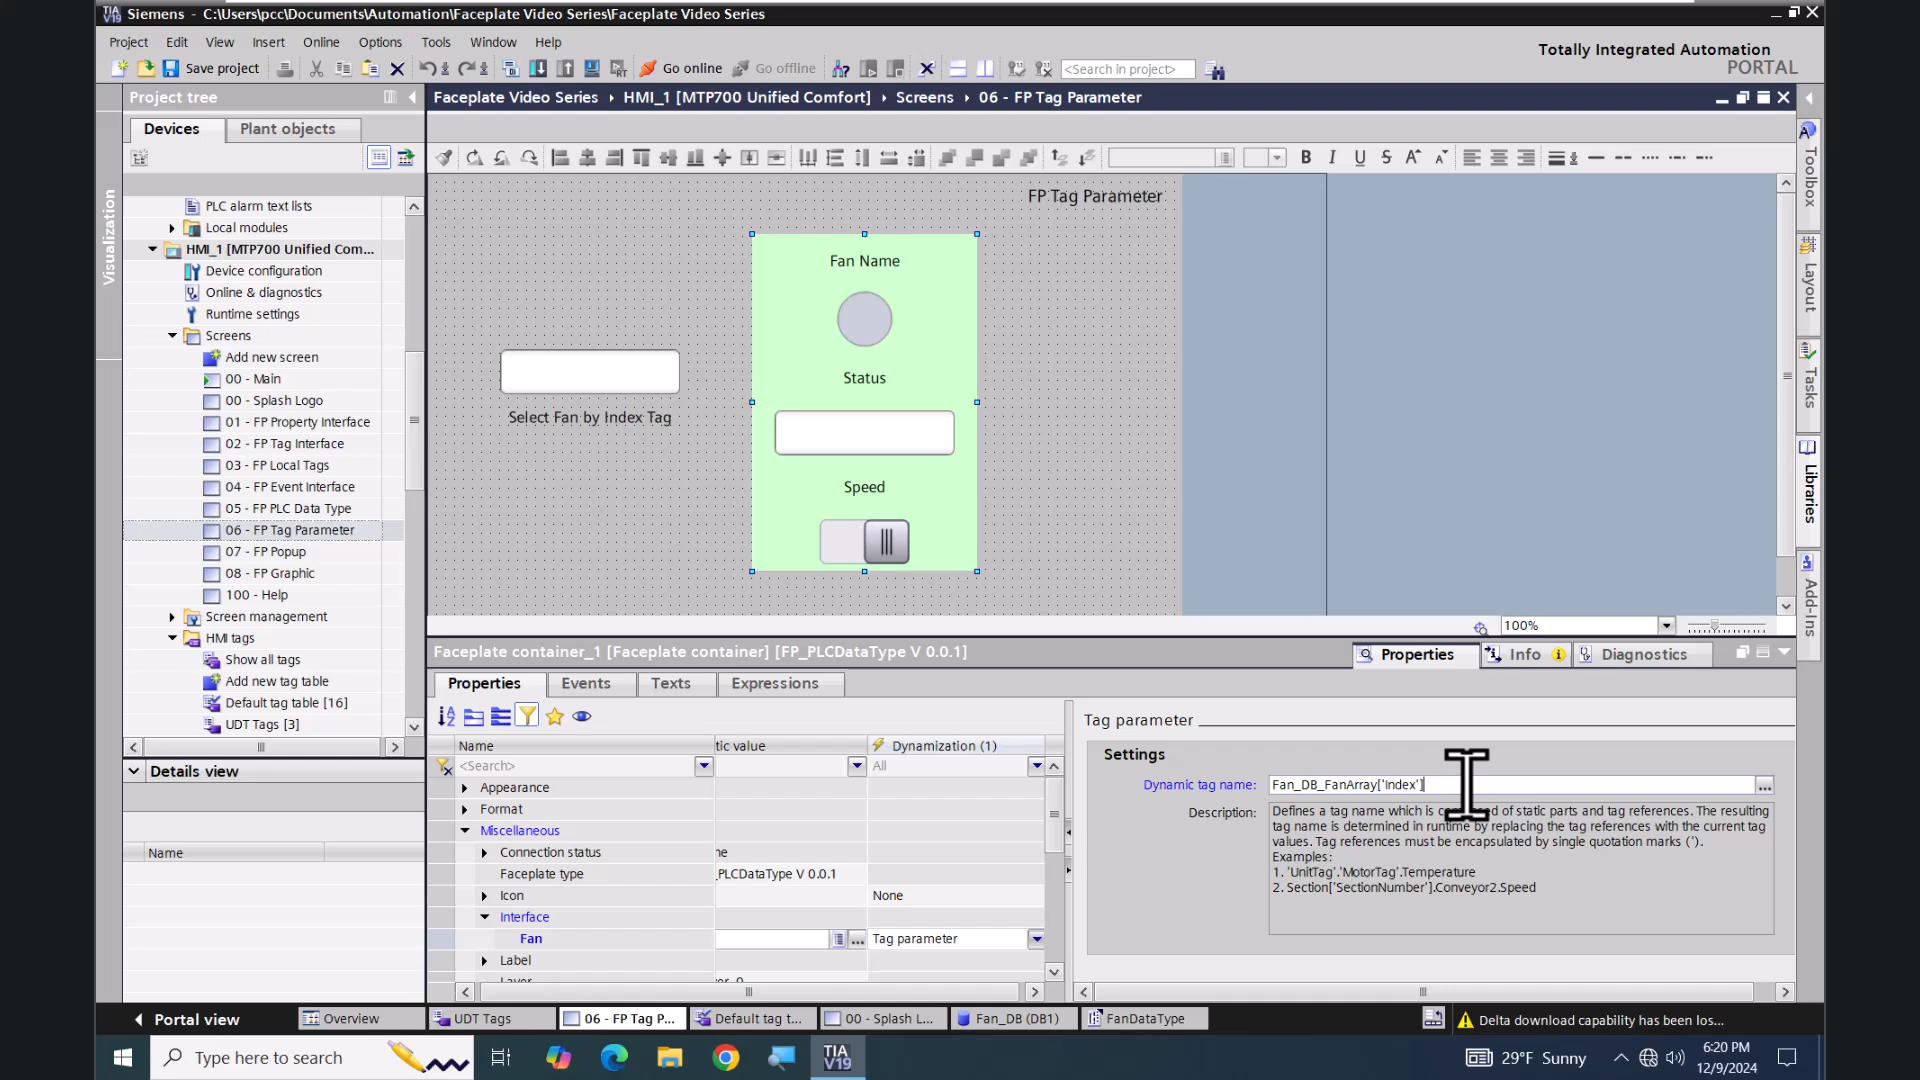 TIA V19 Siemens - C:\Users\pcc\Documents\Automation\Faceplate Video Series\Faceplate Video Series
Project Edit View Insert Online Options Tools Window Help
Totally Integrated Automation
PORTAL
Save project Go online Go offline <Search in project>
Project tree
Faceplate Video Series HMI_1 [MTP700 Unified Comfort] Screens 06 - FP Tag Parameter
Devices Plant objects
Visualization
PLC alarm text lists
Local modules
HMI_1 [MTP700 Unified Com...
Device configuration
Online & diagnostics
Runtime settings
Screens
Add new screen
00 - Main
00 - Splash Logo
01 - FP Property Interface
02 - FP Tag Interface
03 - FP Local Tags
04 - FP Event Interface
05 - FP PLC Data Type
06 - FP Tag Parameter
07 - FP Popup
08 - FP Graphic
100 - Help
Screen management
HMI tags
Show all tags
Add new tag table
Default tag table [16]
UDT Tags [3]
Details view
Name
B I U S A A
FP Tag Parameter
Fan Name
Status
Speed
Select Fan by Index Tag
100%
Toolbox
Layout
Tasks
Libraries
Add-Ins
Faceplate container_1 [Faceplate container] [FP_PLCDataType V 0.0.1]
Properties Info Diagnostics
Properties Events Texts Expressions
Name tic value Dynamization (1)
<Search> All
Appearance
Format
Miscellaneous
Connection status ne
Faceplate type _PLCDataType V 0.0.1
Icon None
Interface
Fan Tag parameter
Label
Tag parameter
Settings
Dynamic tag name: Fan_DB_FanArray['Index']
Description: Defines a tag name which is composed of static parts and tag references. The resulting
tag name is determined in runtime by replacing the tag references with the current tag
values. Tag references must be encapsulated by single quotation marks (').
Examples:
1. 'UnitTag'.'MotorTag'.Temperature
2. Section['SectionNumber'].Conveyor2.Speed
Portal view Overview UDT Tags 06 - FP Tag P... Default tag t... 00 - Splash L... Fan_DB (DB1) FanDataType Delta download capability has been los...
Type here to search TIA V19 29°F Sunny 6:20 PM
12/9/2024